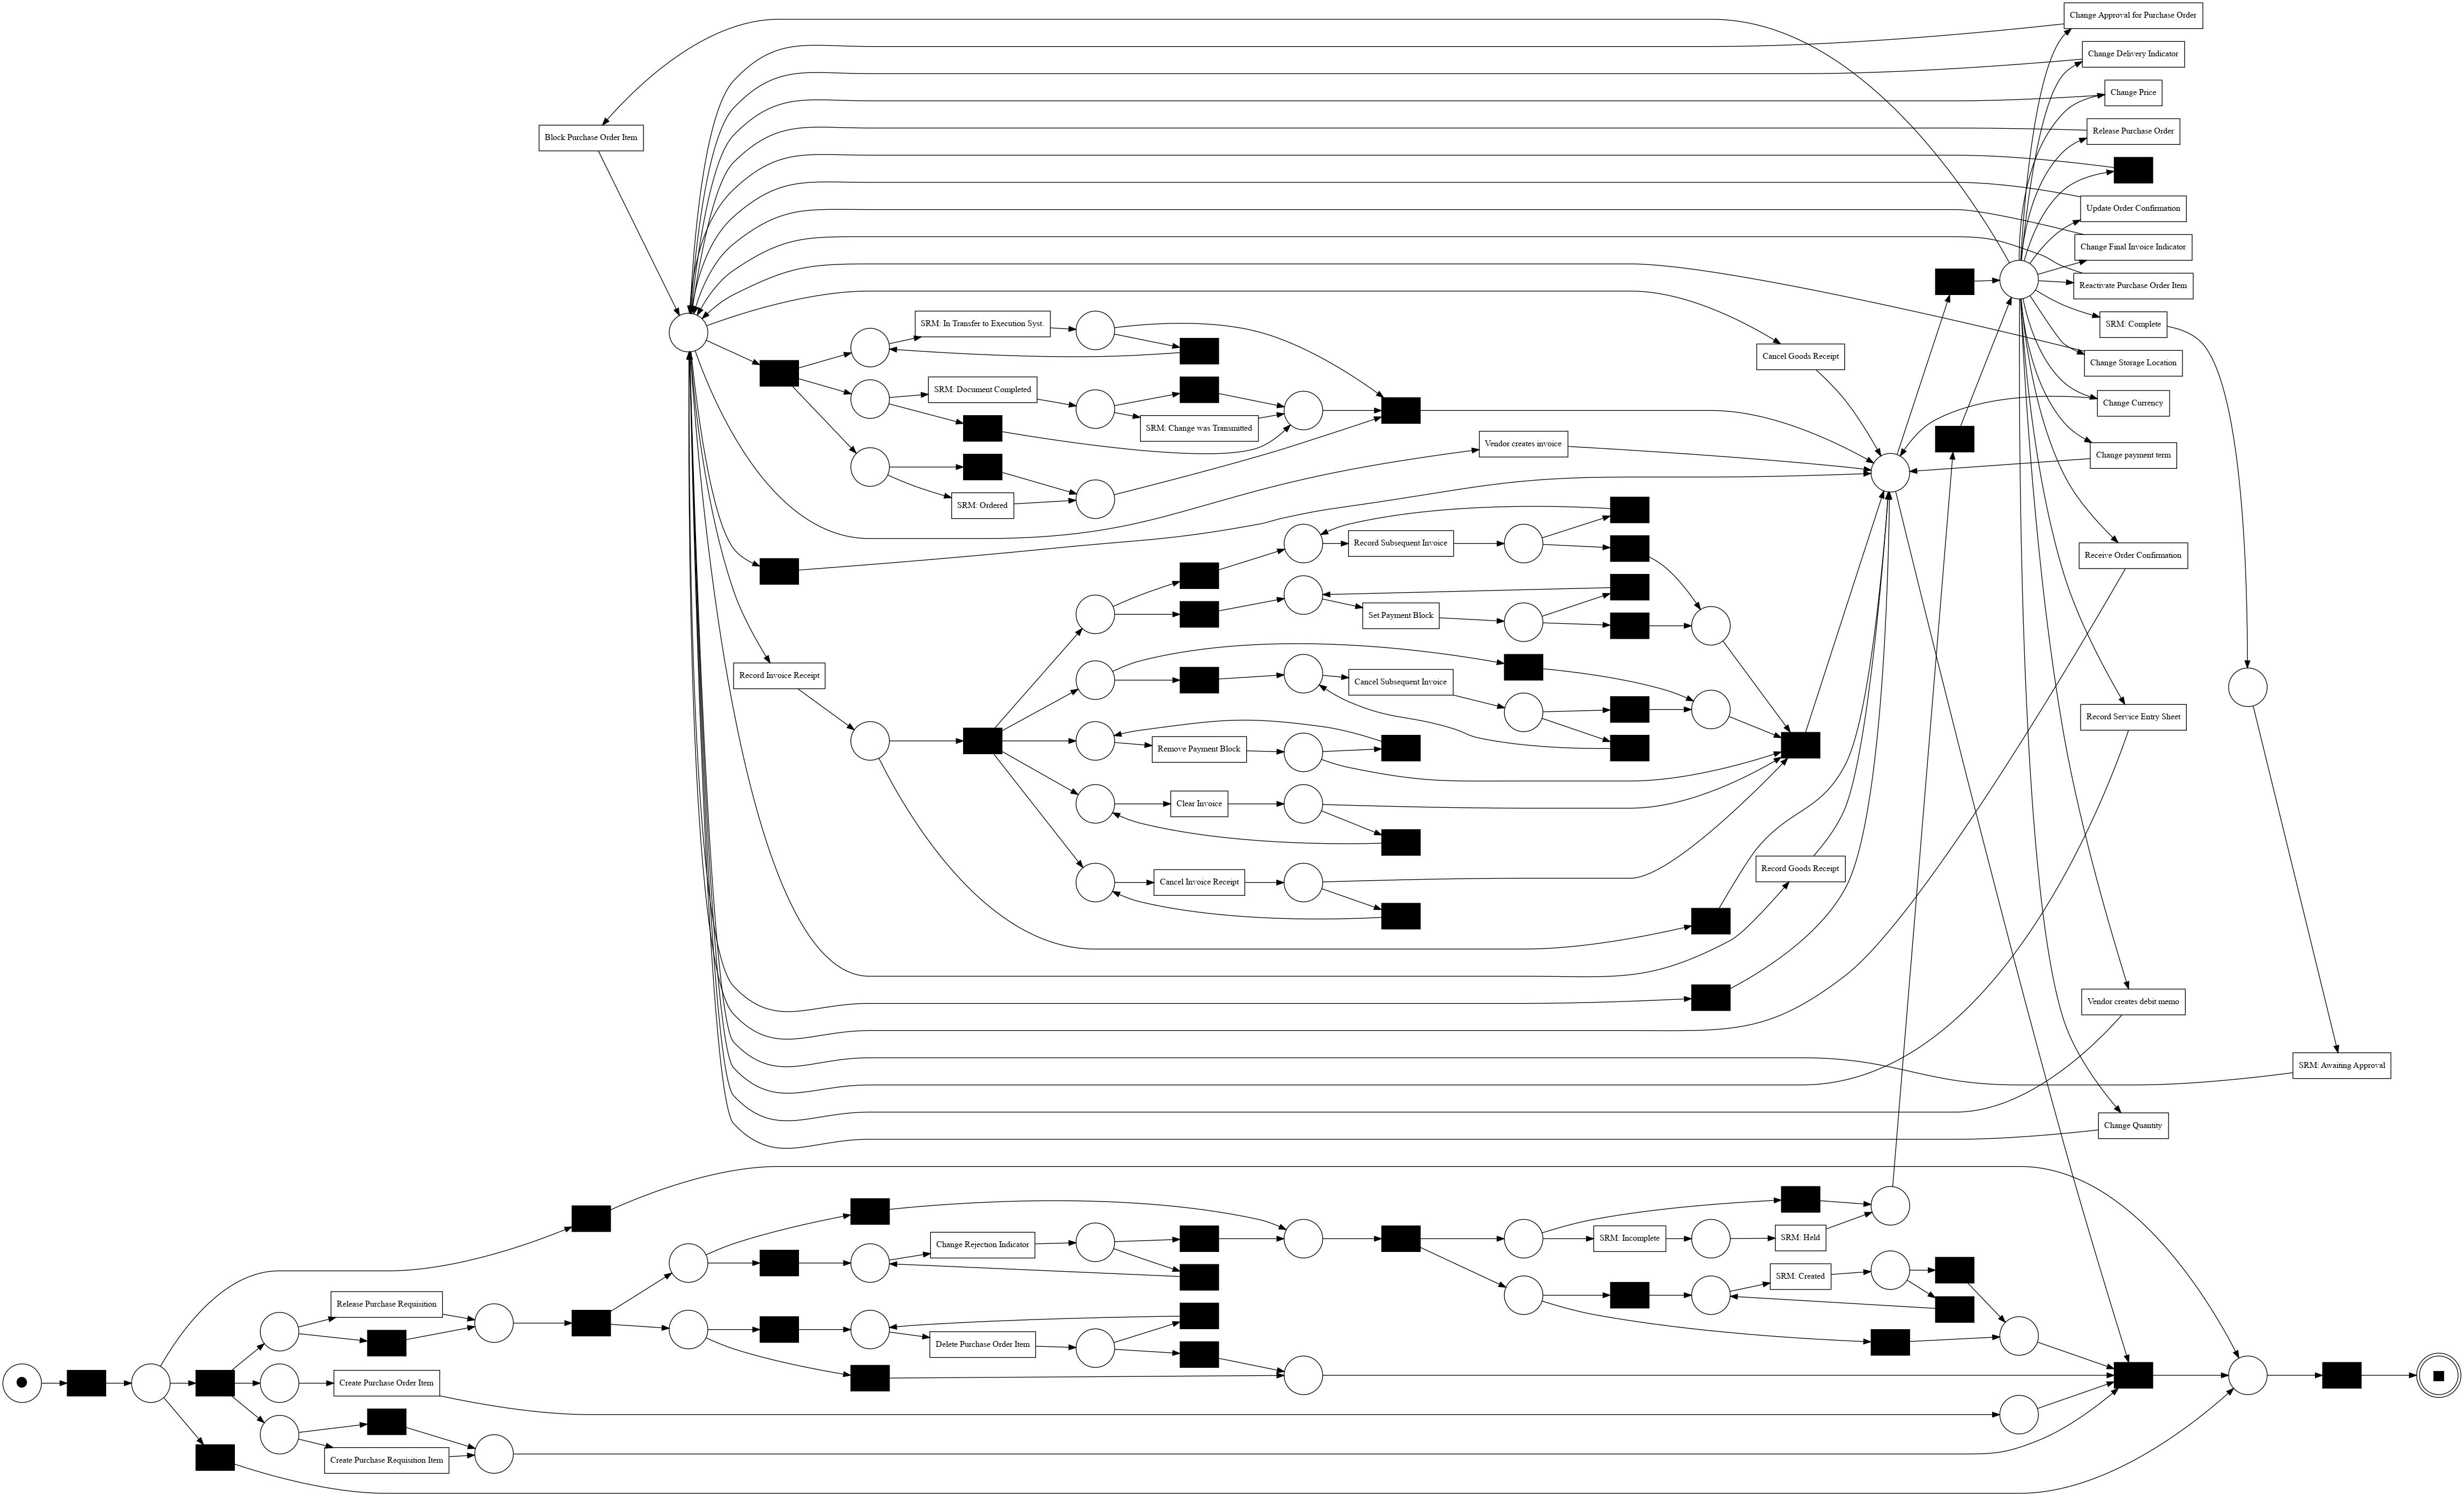 Change Approval for Purchase Order
Change Delivery Indicator
Change Price
Block Purchase Order Item
Release Purchase Order
Update Order Confirmation
Change Final Invoice Indicator
Reactivate Purchase Order Item
SRM: In Transfer to Execution Syst.
SRM: Complete
Cancel Goods Receipt
Change Storage Location
SRM: Document Completed
Change Currency
SRM: Change was Transmitted
Vendor creates invoice
Change payment term
SRM: Ordered
Record Subsequent Invoice
Receive Order Confirmation
Set Payment Block
Record Invoice Receipt
Cancel Subsequent Invoice
Record Service Entry Sheet
Remove Payment Block
Clear Invoice
Record Goods Receipt
Cancel Invoice Receipt
Vendor creates debit memo
SRM: Awaiting Approval
Change Quantity
Change Rejection Indicator
SRM: Incomplete
SRM: Held
SRM: Created
Release Purchase Requisition
Delete Purchase Order Item
Create Purchase Order Item
Create Purchase Requisition Item